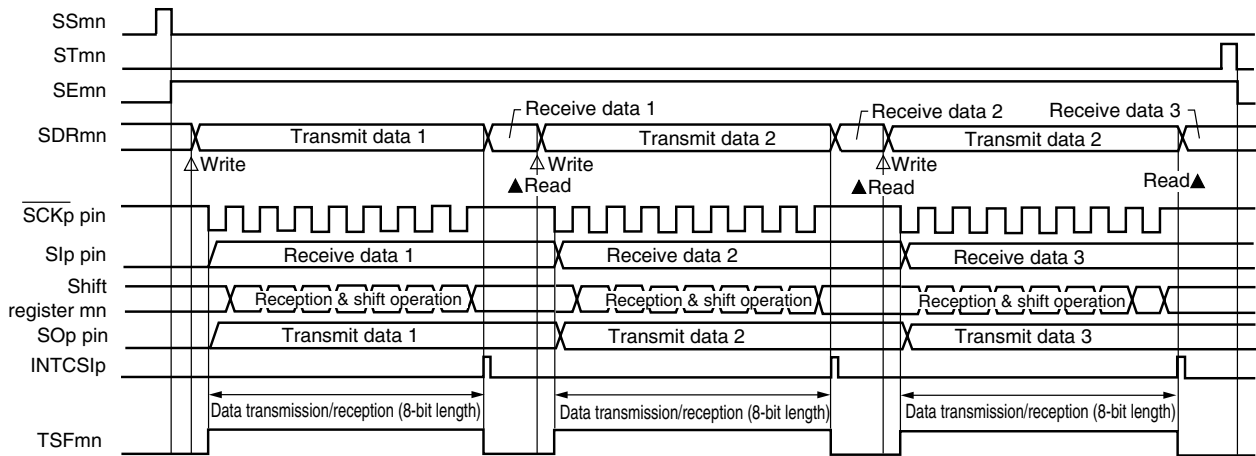 SSmn
STmn
SEmn
Receive data 1
Receive data 2
Receive data 3
SDRmn
Transmit data 1
Transmit data 2
Transmit data 2
△Write
△Write
△Write
▲Read
▲Read
Read▲
SCKp pin
SIp pin
Receive data 1
Receive data 2
Receive data 3
Shift
register mn
Reception & shift operation
Reception & shift operation
Reception & shift operation
SOp pin
Transmit data 1
Transmit data 2
Transmit data 3
INTCSIp
Data transmission/reception (8-bit length)
Data transmission/reception (8-bit length)
Data transmission/reception (8-bit length)
TSFmn